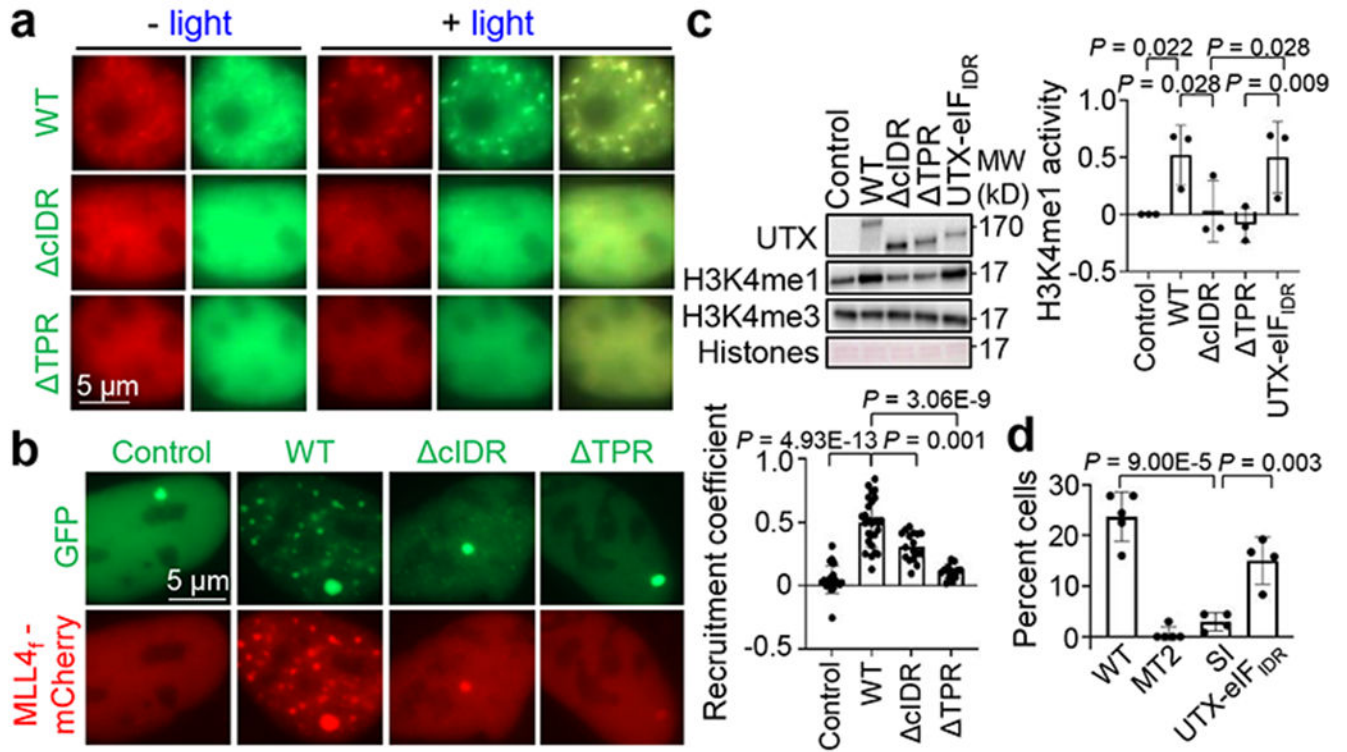 a
- light
+ light
WT
ΔcIDR
ΔTPR
5 µm
b
Control
WT
ΔcIDR
ΔTPR
GFP
5 µm
MLL4f -
mCherry
c
Control
WT
ΔcIDR
ΔTPR
UTX-eIFIDR
MW
(kD)
UTX
170
H3K4me1
17
H3K4me3
17
Histones
17
P = 0.022
P = 0.028
P = 0.028
P = 0.009
H3K4me1 activity
1.0
0.5
0
-0.5
Control
WT
ΔcIDR
ΔTPR
UTX-eIFIDR
P = 3.06E-9
P = 4.93E-13
P = 0.001
Recruitment coefficient
1.0
0.5
0
-0.5
Control
WT
ΔcIDR
ΔTPR
d
P = 9.00E-5
P = 0.003
Percent cells
30
20
10
0
WT
MT2
SI
UTX-eIFIDR